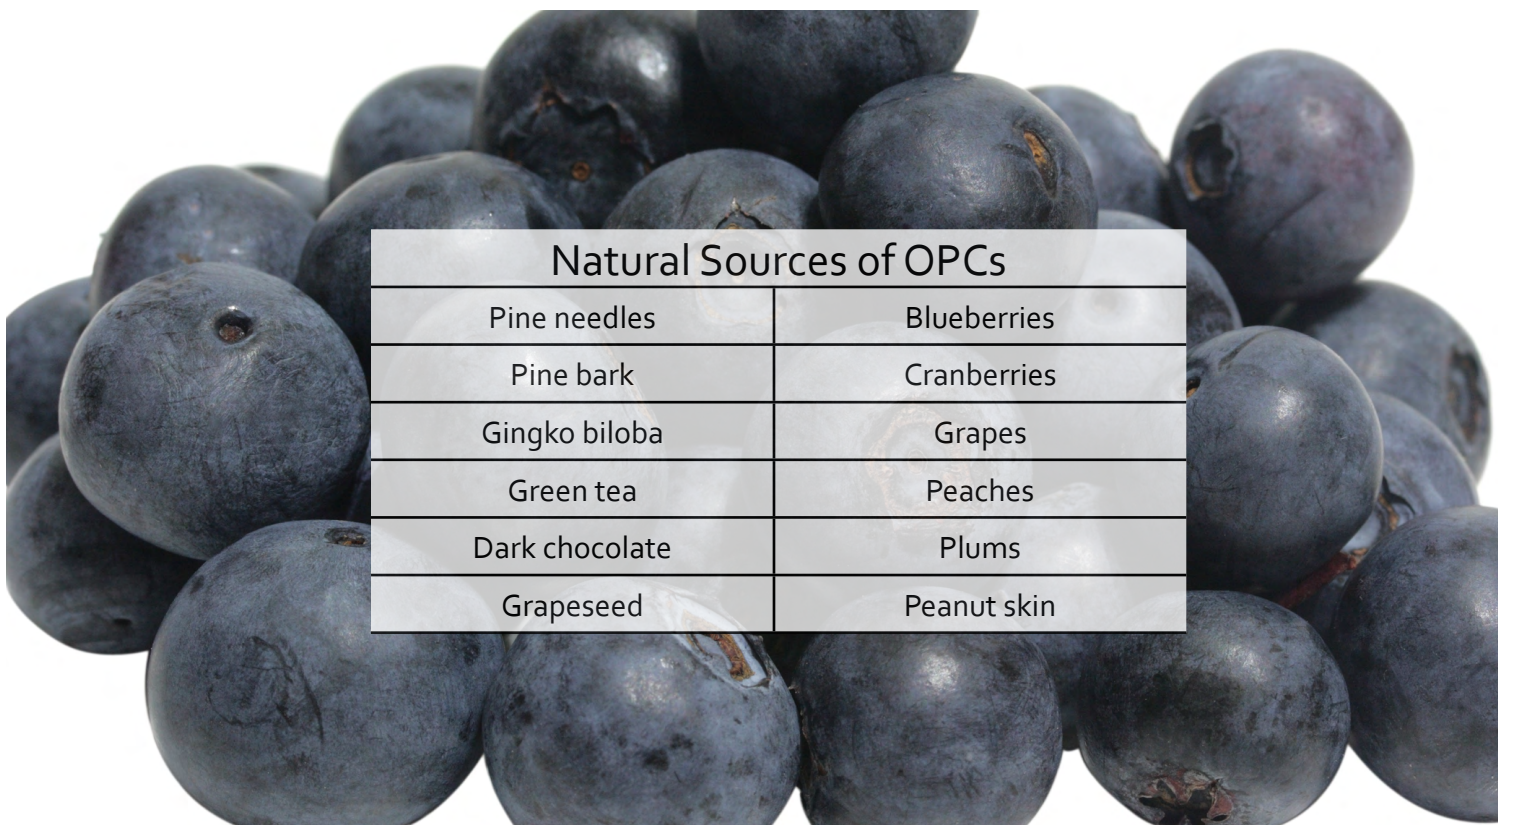 Natural Sources of OPCs
Pine needles Blueberries
Pine bark Cranberries
Gingko biloba Grapes
Green tea Peaches
Dark chocolate Plums
Grapeseed Peanut skin